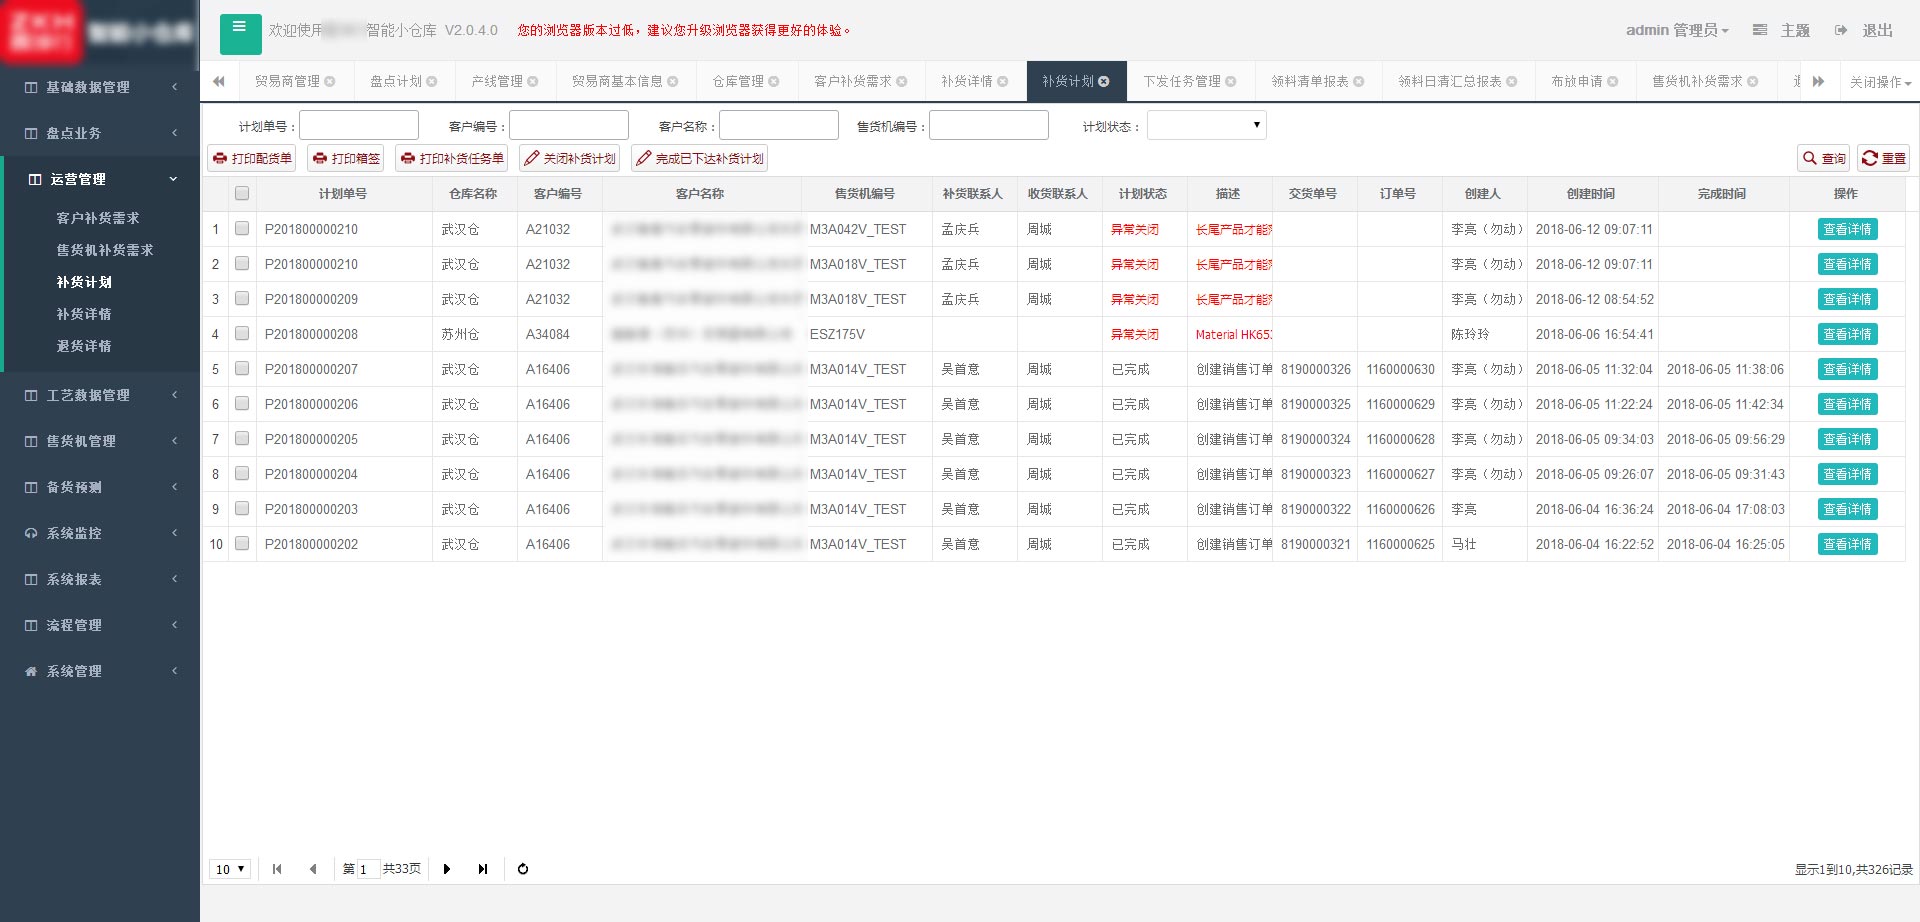 ZKH
智能小仓库
欢迎使用 智能小仓库 V2.0.4.0 您的浏览器版本过低，建议您升级浏览器获得更好的体验。
admin 管理员 主题 退出
贸易商管理 盘点计划 产线管理 贸易商基本信息 仓库管理 客户补货需求 补货详情 补货计划 下发任务管理 领料清单报表 领料日清汇总报表 布放申请 售货机补货需求 关闭操作
基础数据管理
盘点业务
运营管理
客户补货需求
售货机补货需求
补货计划
补货详情
退货详情
工艺数据管理
售货机管理
备货预测
系统监控
系统报表
流程管理
系统管理
计划单号： 客户编号： 客户名称： 售货机编号： 计划状态：
打印配货单 打印箱签 打印补货任务单 关闭补货计划 完成已下达补货计划 查询 重置
计划单号 仓库名称 客户编号 客户名称 售货机编号 补货联系人 收货联系人 计划状态 描述 交货单号 订单号 创建人 创建时间 完成时间 操作
1 P201800000210 武汉仓 A21032 M3A042V_TEST 孟庆兵 周城 异常关闭 长尾产品才能 李亮（勿动） 2018-06-12 09:07:11 查看详情
2 P201800000210 武汉仓 A21032 M3A018V_TEST 孟庆兵 周城 异常关闭 长尾产品才能 李亮（勿动） 2018-06-12 09:07:11 查看详情
3 P201800000209 武汉仓 A21032 M3A018V_TEST 孟庆兵 周城 异常关闭 长尾产品才能 李亮（勿动） 2018-06-12 08:54:52 查看详情
4 P201800000208 苏州仓 A34084 ESZ175V 异常关闭 Material HK653 陈玲玲 2018-06-06 16:54:41 查看详情
5 P201800000207 武汉仓 A16406 M3A014V_TEST 吴首意 周城 已完成 创建销售订单 8190000326 1160000630 李亮（勿动） 2018-06-05 11:32:04 2018-06-05 11:38:06 查看详情
6 P201800000206 武汉仓 A16406 M3A014V_TEST 吴首意 周城 已完成 创建销售订单 8190000325 1160000629 李亮（勿动） 2018-06-05 11:22:24 2018-06-05 11:42:34 查看详情
7 P201800000205 武汉仓 A16406 M3A014V_TEST 吴首意 周城 已完成 创建销售订单 8190000324 1160000628 李亮（勿动） 2018-06-05 09:34:03 2018-06-05 09:56:29 查看详情
8 P201800000204 武汉仓 A16406 M3A014V_TEST 吴首意 周城 已完成 创建销售订单 8190000323 1160000627 李亮（勿动） 2018-06-05 09:26:07 2018-06-05 09:31:43 查看详情
9 P201800000203 武汉仓 A16406 M3A014V_TEST 吴首意 周城 已完成 创建销售订单 8190000322 1160000626 李亮 2018-06-04 16:36:24 2018-06-04 17:08:03 查看详情
10 P201800000202 武汉仓 A16406 M3A014V_TEST 吴首意 周城 已完成 创建销售订单 8190000321 1160000625 马壮 2018-06-04 16:22:52 2018-06-04 16:25:05 查看详情
10 第 1 共33页 显示1到10,共326记录